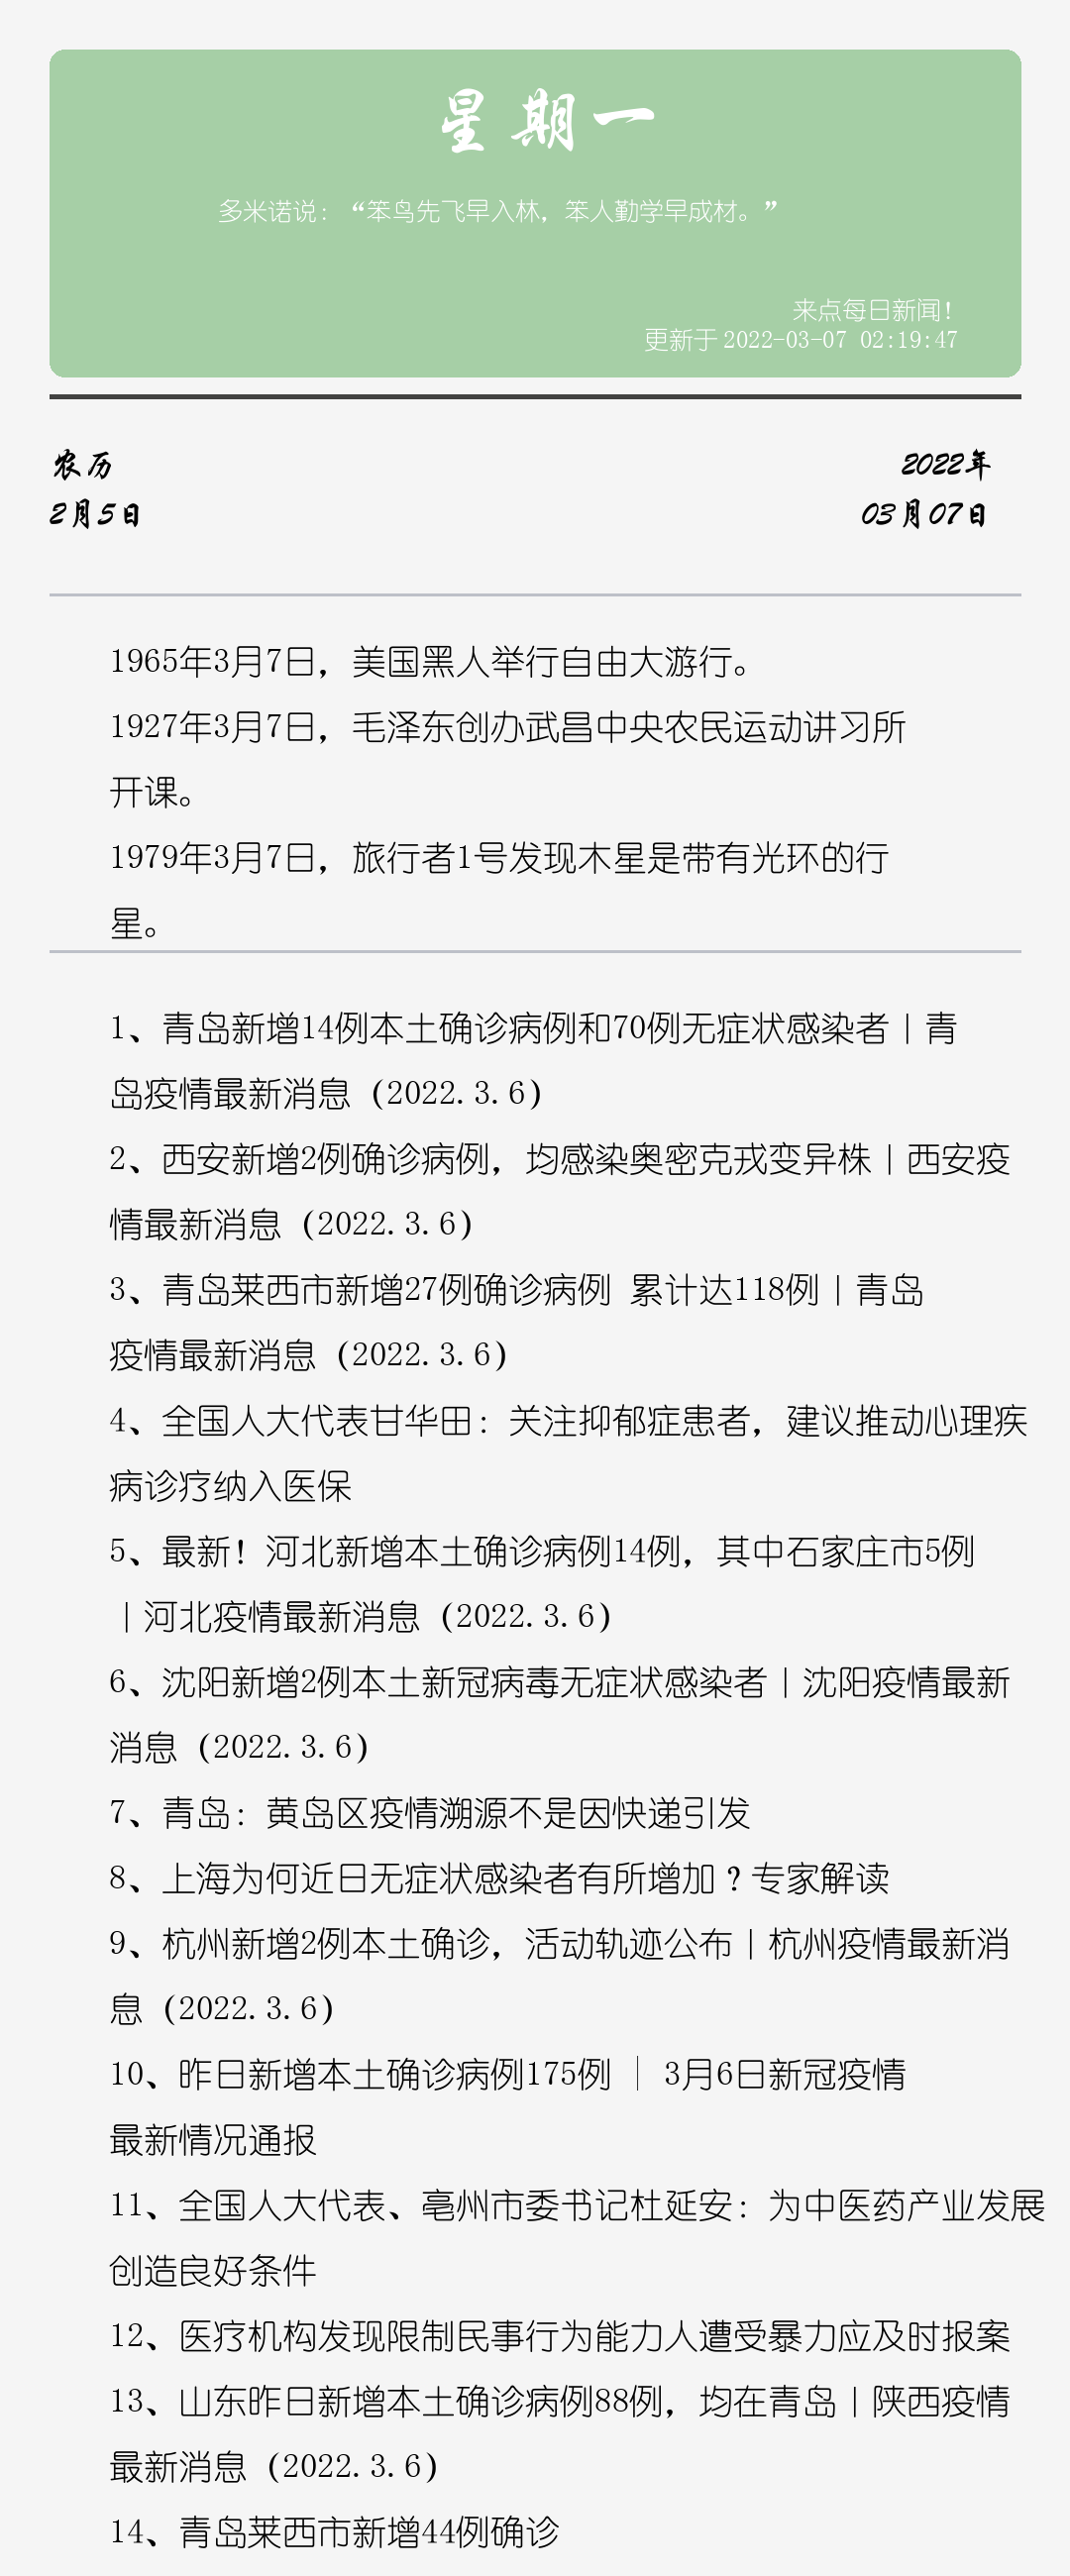 星期一
多米诺说：“笨鸟先飞早入林，笨人勤学早成材。”
来点每日新闻！
更新于 2022-03-07 02:19:47
农历
2022年
2月5日
03月07日
1965年3月7日，美国黑人举行自由大游行。
1927年3月7日，毛泽东创办武昌中央农民运动讲习所
开课。
1979年3月7日，旅行者1号发现木星是带有光环的行
星。
1、青岛新增14例本土确诊病例和70例无症状感染者丨青
岛疫情最新消息（2022.3.6）
2、西安新增2例确诊病例，均感染奥密克戎变异株丨西安疫
情最新消息（2022.3.6）
3、青岛莱西市新增27例确诊病例 累计达118例丨青岛
疫情最新消息（2022.3.6）
4、全国人大代表甘华田：关注抑郁症患者，建议推动心理疾
病诊疗纳入医保
5、最新！河北新增本土确诊病例14例，其中石家庄市5例
丨河北疫情最新消息（2022.3.6）
6、沈阳新增2例本土新冠病毒无症状感染者丨沈阳疫情最新
消息（2022.3.6）
7、青岛：黄岛区疫情溯源不是因快递引发
8、上海为何近日无症状感染者有所增加？专家解读
9、杭州新增2例本土确诊，活动轨迹公布丨杭州疫情最新消
息（2022.3.6）
10、昨日新增本土确诊病例175例 │ 3月6日新冠疫情
最新情况通报
11、全国人大代表、亳州市委书记杜延安：为中医药产业发展
创造良好条件
12、医疗机构发现限制民事行为能力人遭受暴力应及时报案
13、山东昨日新增本土确诊病例88例，均在青岛丨陕西疫情
最新消息（2022.3.6）
14、青岛莱西市新增44例确诊